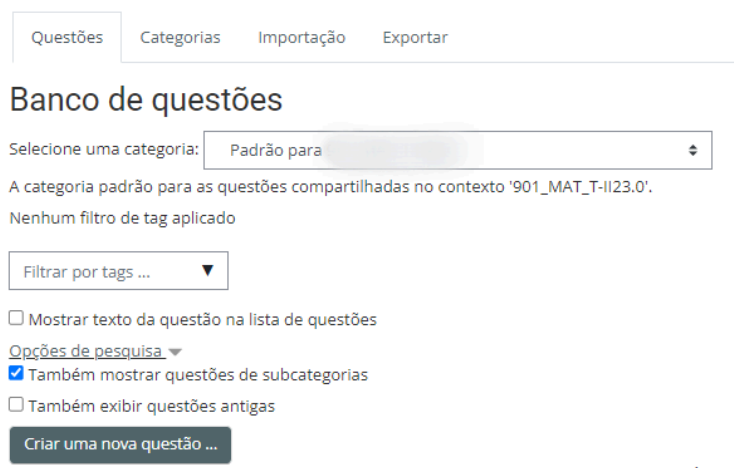 Questões Categorias Importação Exportar
Banco de questões
Selecione uma categoria: Padrão para
A categoria padrão para as questões compartilhadas no contexto '901_MAT_T-II23.0'.
Nenhum filtro de tag aplicado
Filtrar por tags ... ▼
Mostrar texto da questão na lista de questões
Opções de pesquisa
Também mostrar questões de subcategorias
Também exibir questões antigas
Criar uma nova questão ...